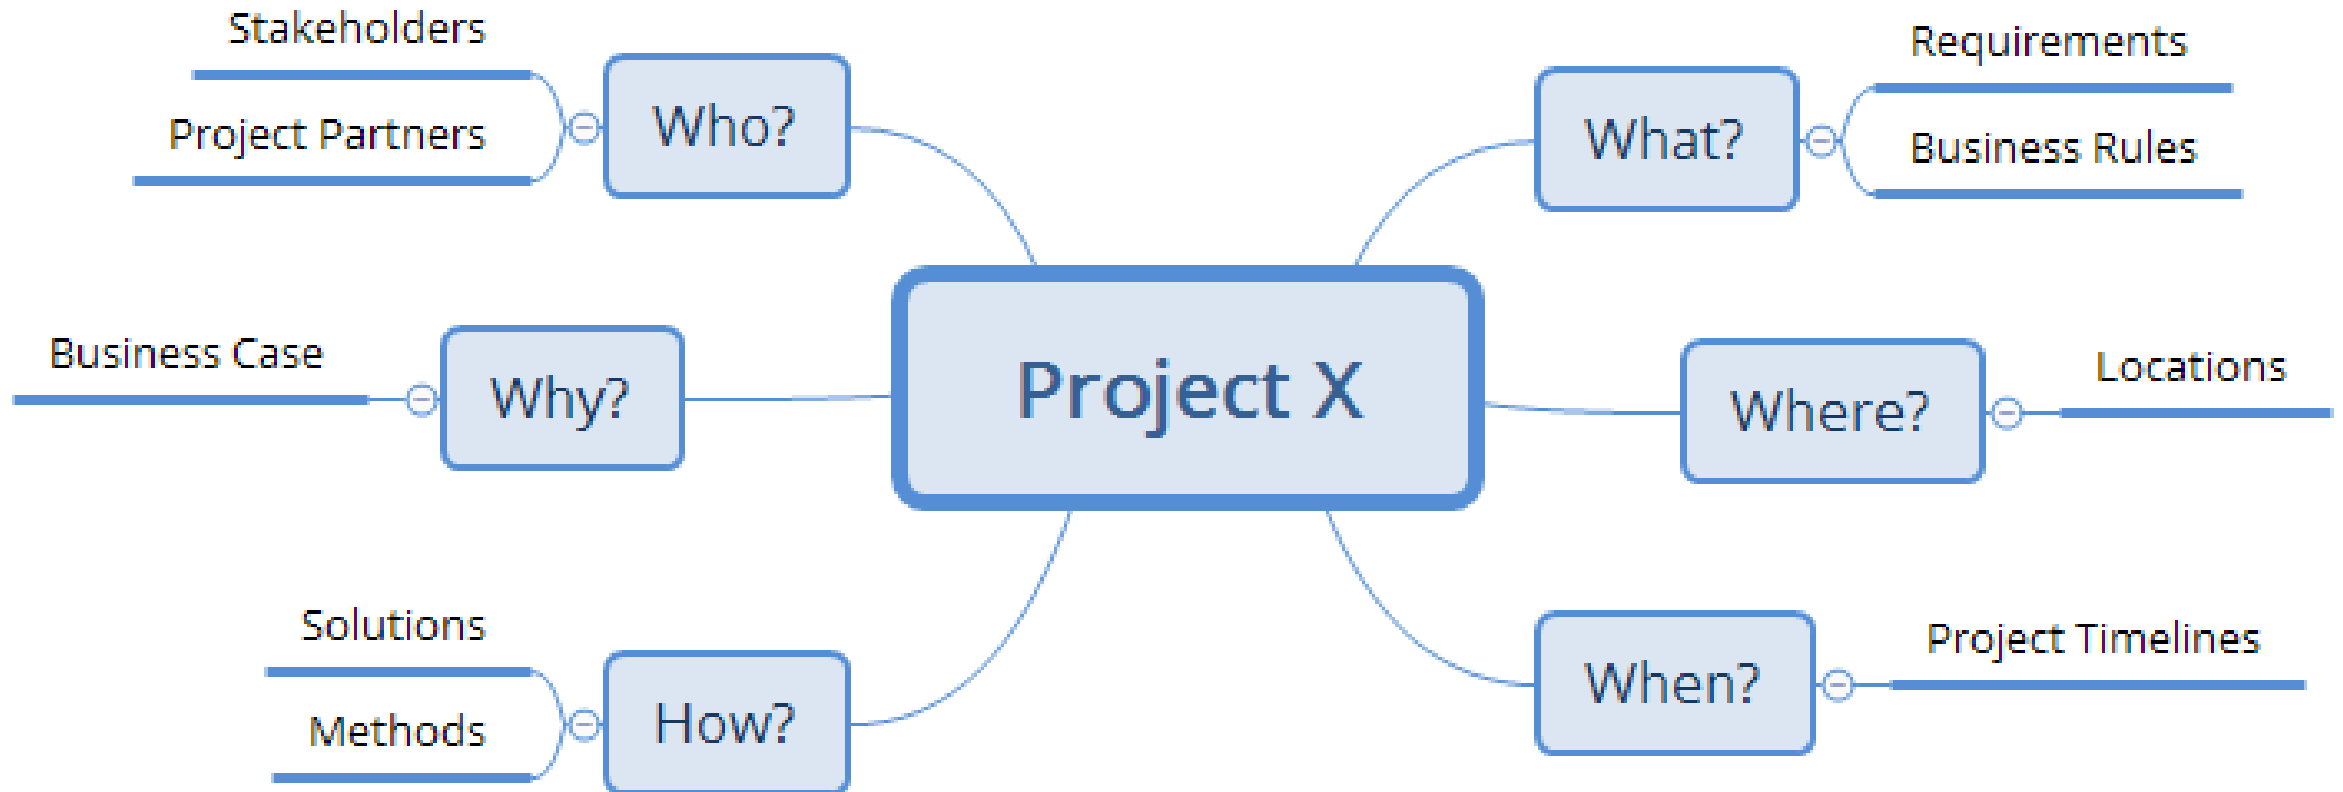 Stakeholders
Project Partners
Who?
Business Case
Why?
Solutions
Methods
How?
Project X
What?
Requirements
Business Rules
Where?
Locations
When?
Project Timelines